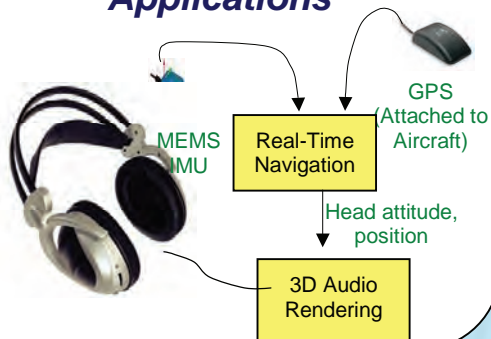 Applications
GPS
(Attached to
Aircraft)
MEMS
IMU
Real-Time
Navigation
Head attitude,
position
3D Audio
Rendering